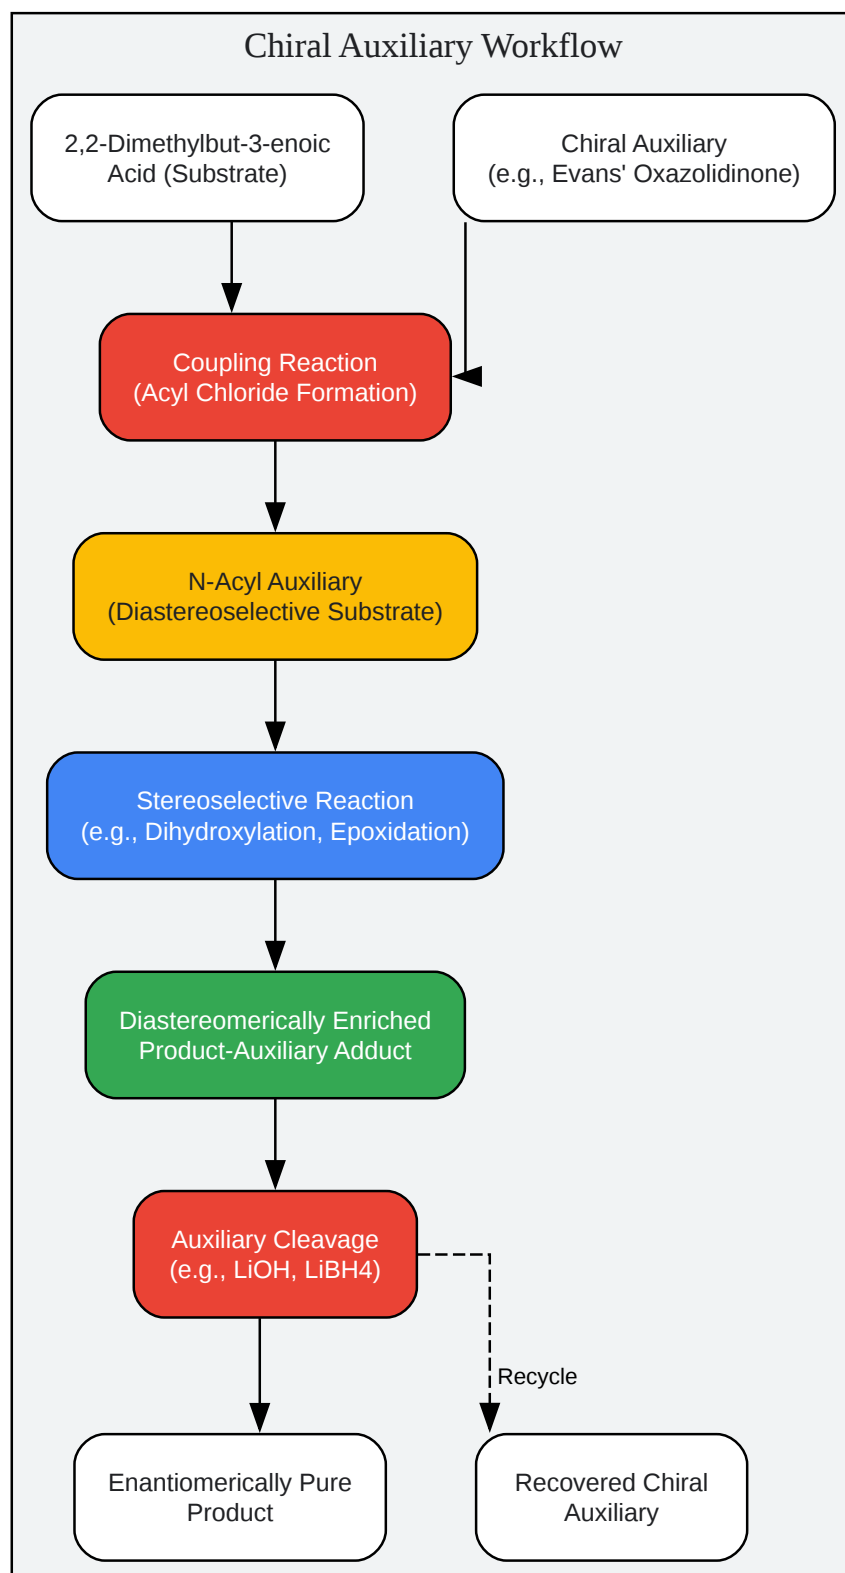 Chiral Auxiliary Workflow
2,2-Dimethylbut-3-enoic
Acid (Substrate)
Chiral Auxiliary
(e.g., Evans' Oxazolidinone)
Coupling Reaction
(Acyl Chloride Formation)
N-Acyl Auxiliary
(Diastereoselective Substrate)
Stereoselective Reaction
(e.g., Dihydroxylation, Epoxidation)
Diastereomerically Enriched
Product-Auxiliary Adduct
Auxiliary Cleavage
(e.g., LiOH, LiBH4)
Recycle
Enantiomerically Pure
Product
Recovered Chiral
Auxiliary